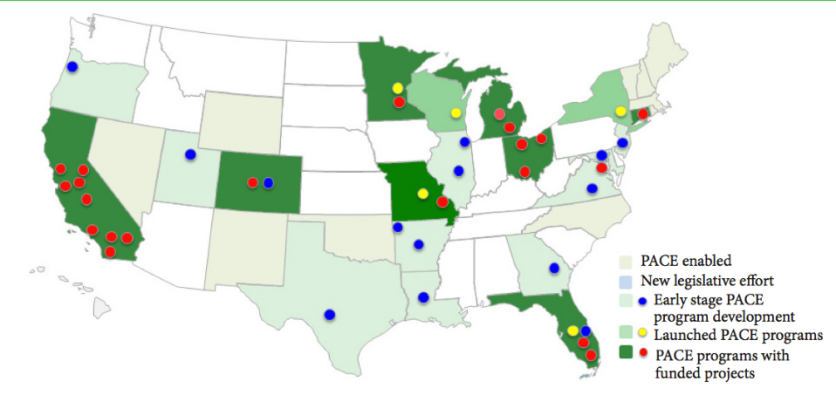 PACE enabled
New legislative effort
Early stage PACE
program development
Launched PACE programs
PACE programs with
funded projects